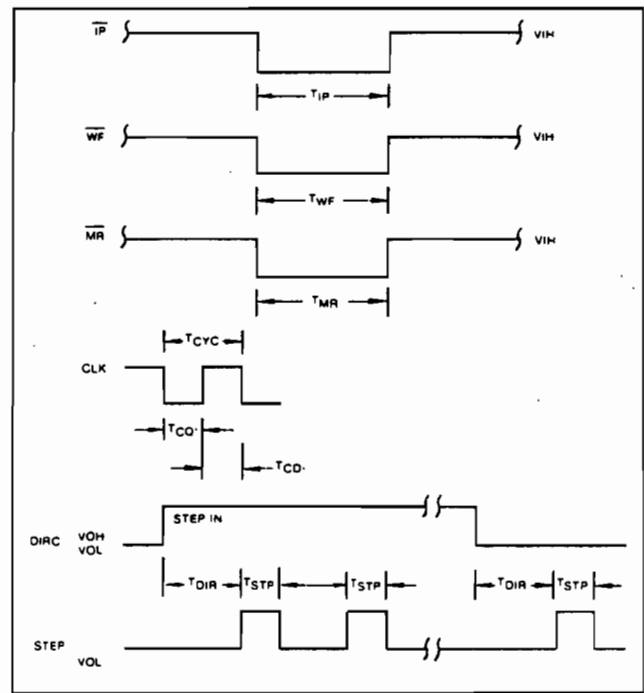 IP VIH
TIP
WF VIH
TWF
MR VIH
TMR
TCYC
CLK
TCQ.
TCD.
STEP IN
DIRC VOH
VOL
TDIR TSTP TSTP TDIR TSTP
STEP
VOL